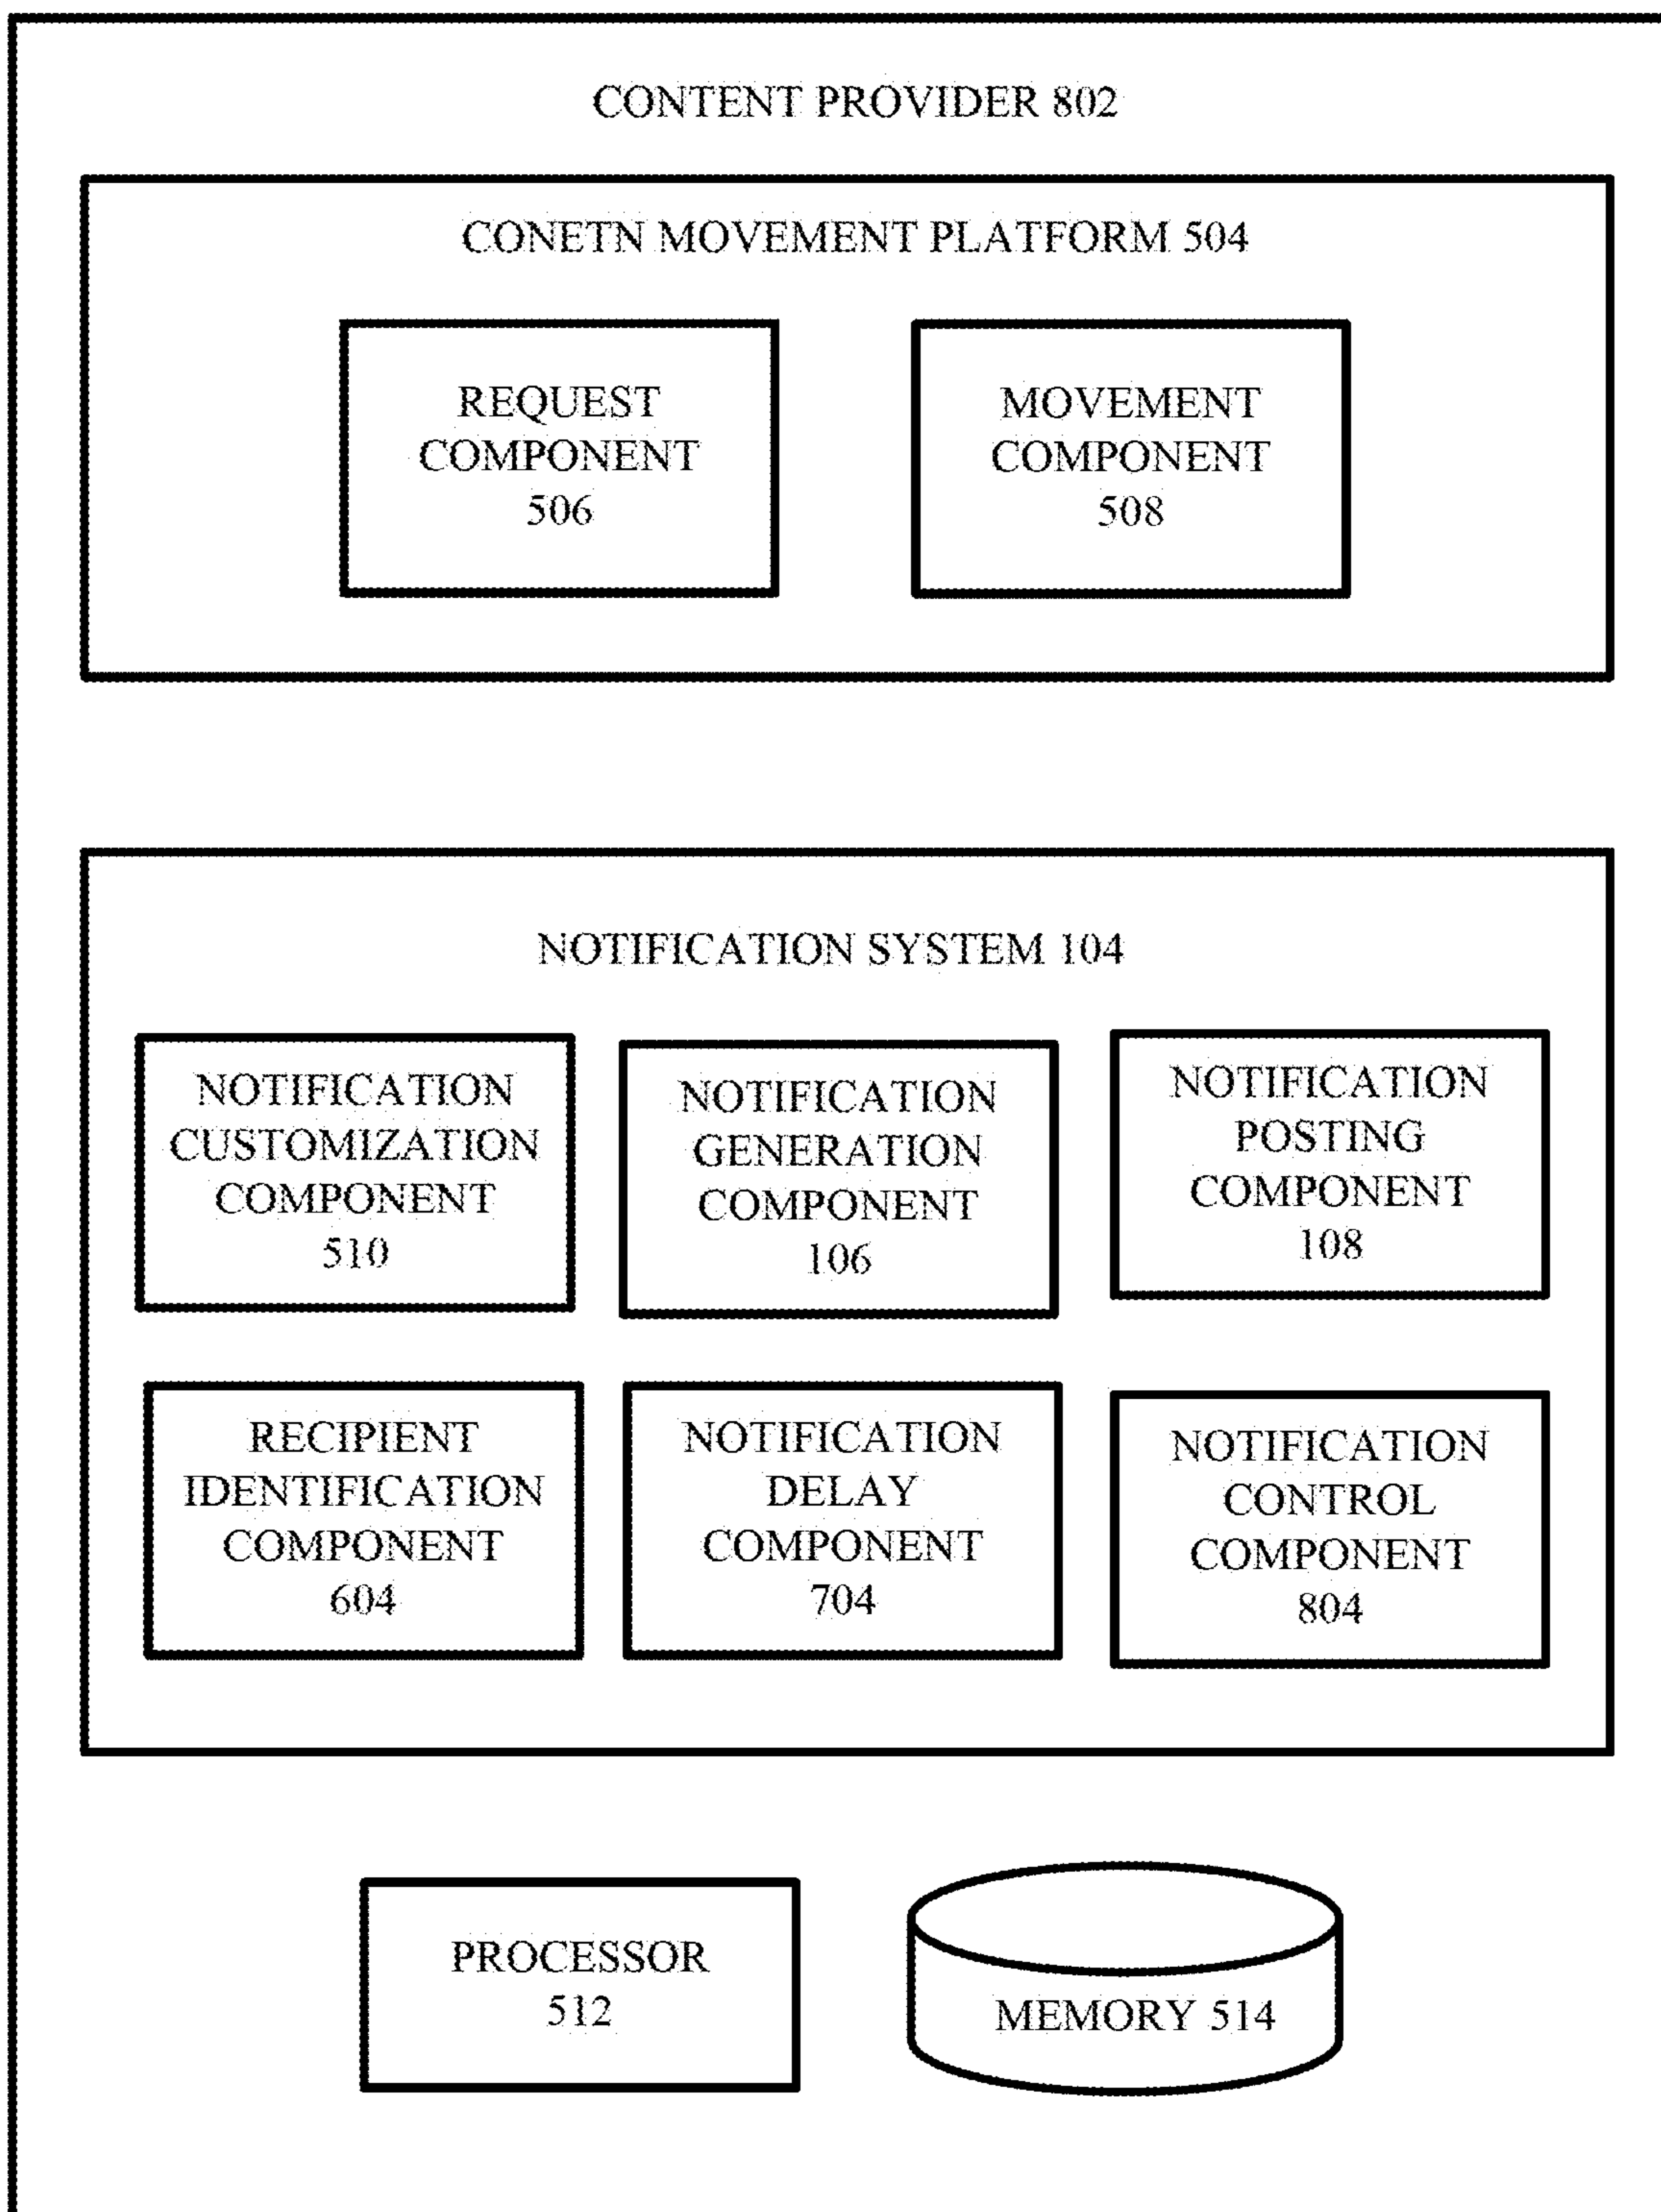 CONTENT PROVIDER 802
CONETN MOVEMENT PLATFORM 504
REQUEST
COMPONENT
506
MOVEMENT
COMPONENT
508
NOTIFICATION SYSTEM 104
NOTIFICATION
CUSTOMIZATION
COMPONENT
510
NOTIFICATION
GENERATION
COMPONENT
106
NOTIFICATION
POSTING
COMPONENT
108
RECIPIENT
IDENTIFICATION
COMPONENT
604
NOTIFICATION
DELAY
COMPONENT
704
NOTIFICATION
CONTROL
COMPONENT
804
PROCESSOR
512
MEMORY 514